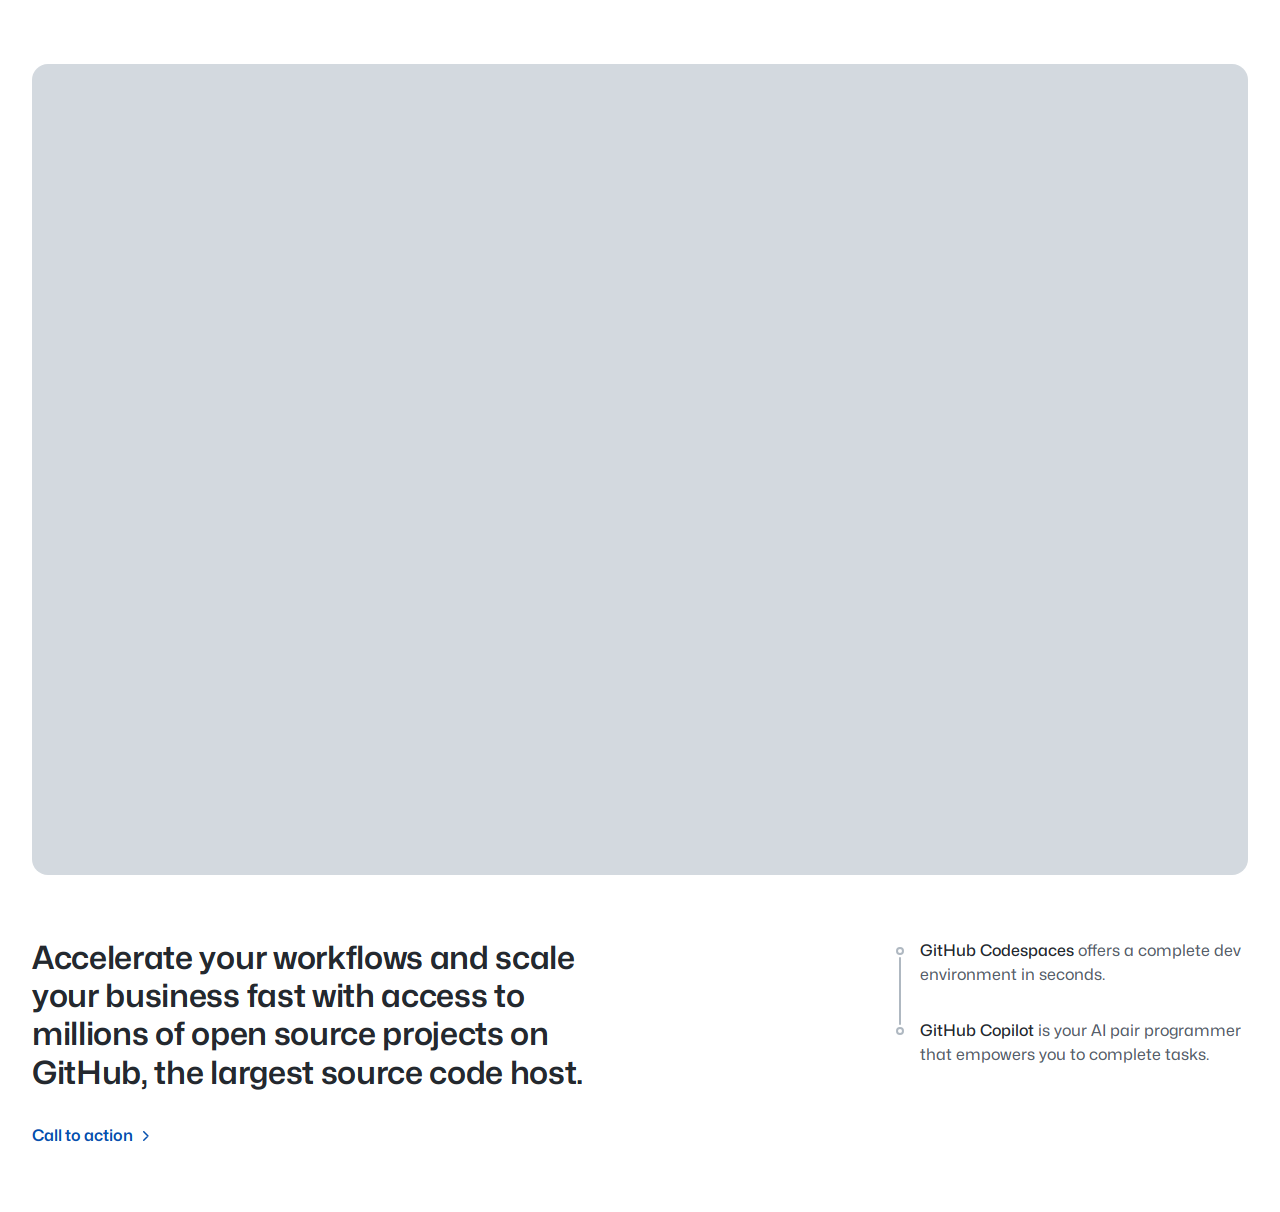 Accelerate your workflows and scale
your business fast with access to
millions of open source projects on
GitHub, the largest source code host.
Call to action
GitHub Codespaces offers a complete dev
environment in seconds.
GitHub Copilot is your AI pair programmer
that empowers you to complete tasks.